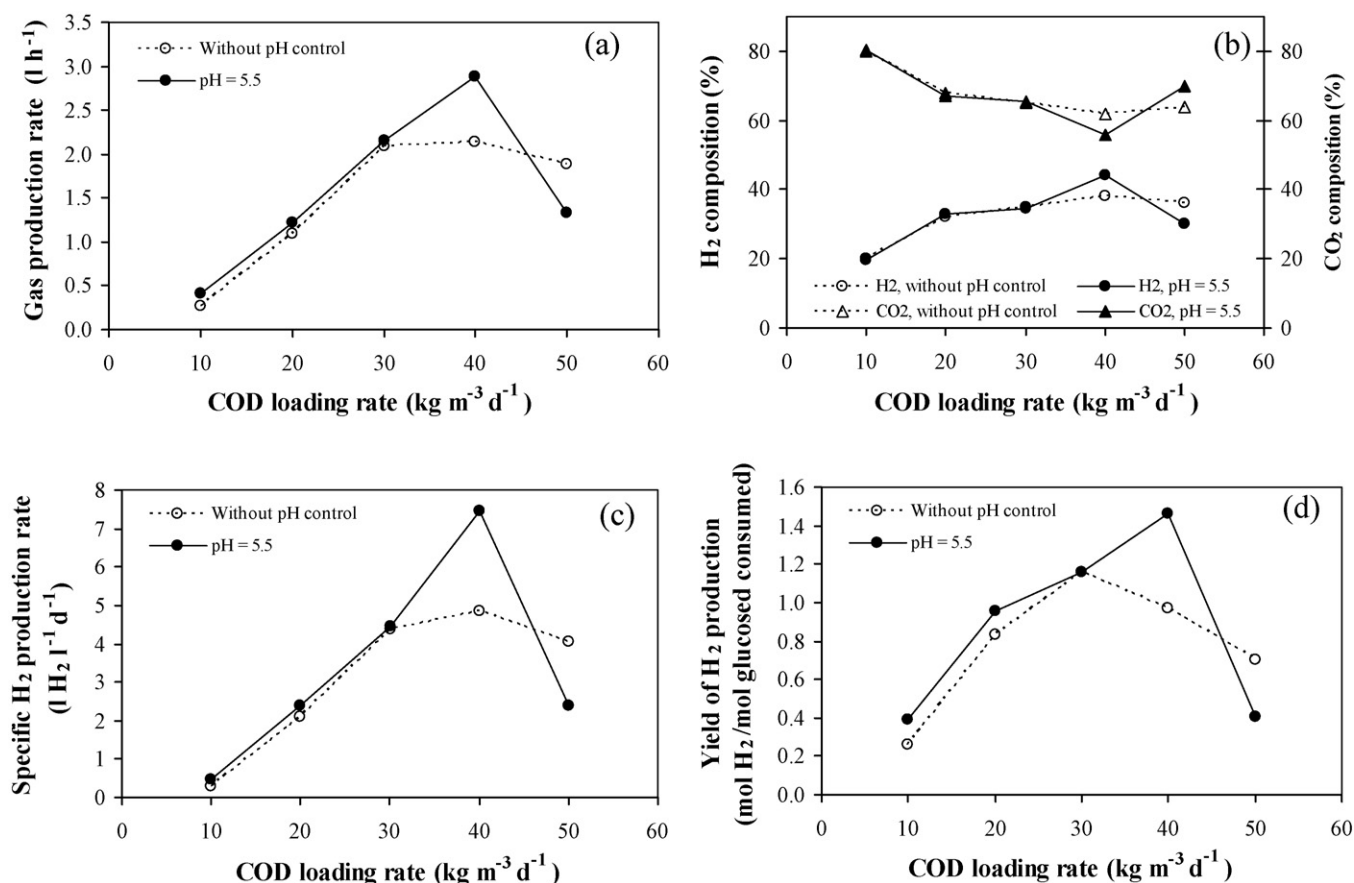 (a)
Gas production rate (l h⁻¹)
3.5
3.0
2.5
2.0
1.5
1.0
0.5
0.0
Without pH control
pH = 5.5
0 10 20 30 40 50 60
COD loading rate (kg m⁻³ d⁻¹)
(b)
H₂ composition (%)
80
60
40
20
0
H2, without pH control
H2, pH = 5.5
CO2, without pH control
CO2, pH = 5.5
CO₂ composition (%)
80
60
40
20
0
0 10 20 30 40 50 60
COD loading rate (kg m⁻³ d⁻¹)
(c)
Specific H₂ production rate
(l H₂ l⁻¹ d⁻¹)
8
7
6
5
4
3
2
1
0
Without pH control
pH = 5.5
0 10 20 30 40 50 60
COD loading rate (kg m⁻³ d⁻¹)
(d)
Yield of H₂ production
(mol H₂/mol glucosed consumed)
1.6
1.4
1.2
1.0
0.8
0.6
0.4
0.2
0.0
Without pH control
pH = 5.5
0 10 20 30 40 50 60
COD loading rate (kg m⁻³ d⁻¹)